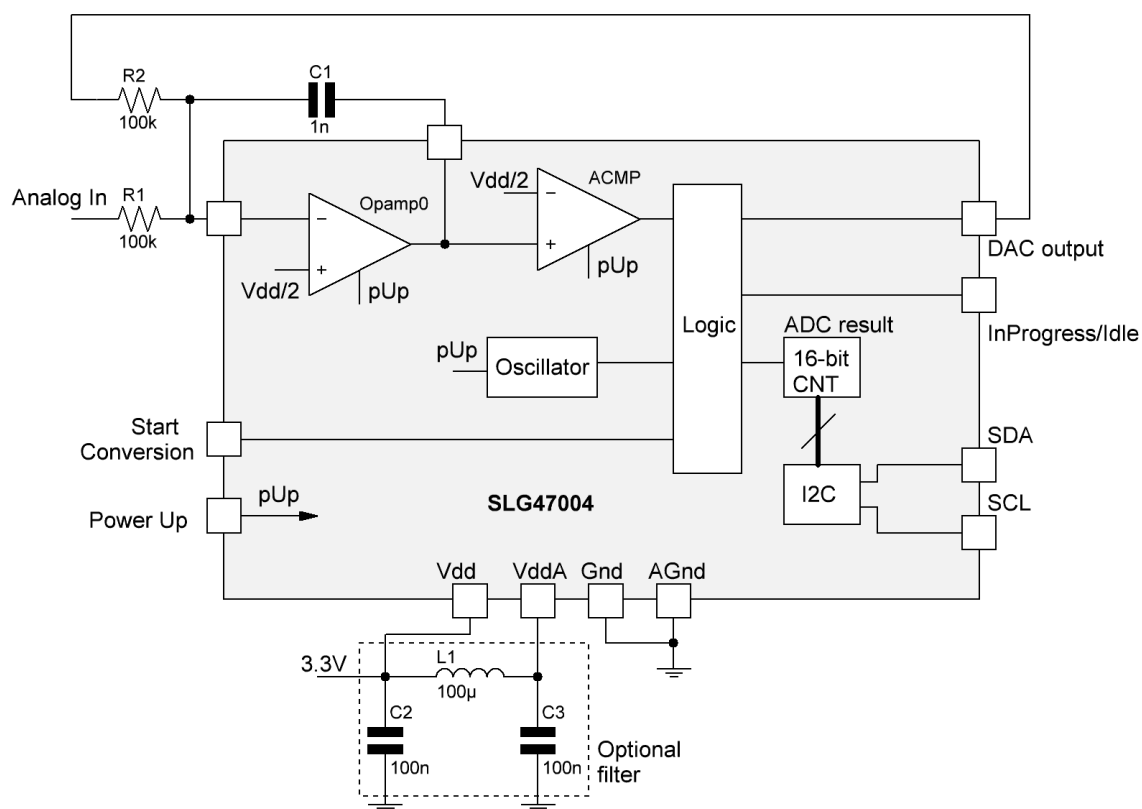 R2
100k
C1
1n
Analog In
R1
100k
Opamp0
−
+
Vdd/2
pUp
Vdd/2
ACMP
−
+
pUp
Logic
DAC output
InProgress/Idle
ADC result
16-bit
CNT
pUp
Oscillator
Start
Conversion
Power Up
pUp
SLG47004
I2C
SDA
SCL
Vdd
VddA
Gnd
AGnd
3.3V
L1
100µ
C2
100n
C3
100n
Optional
filter